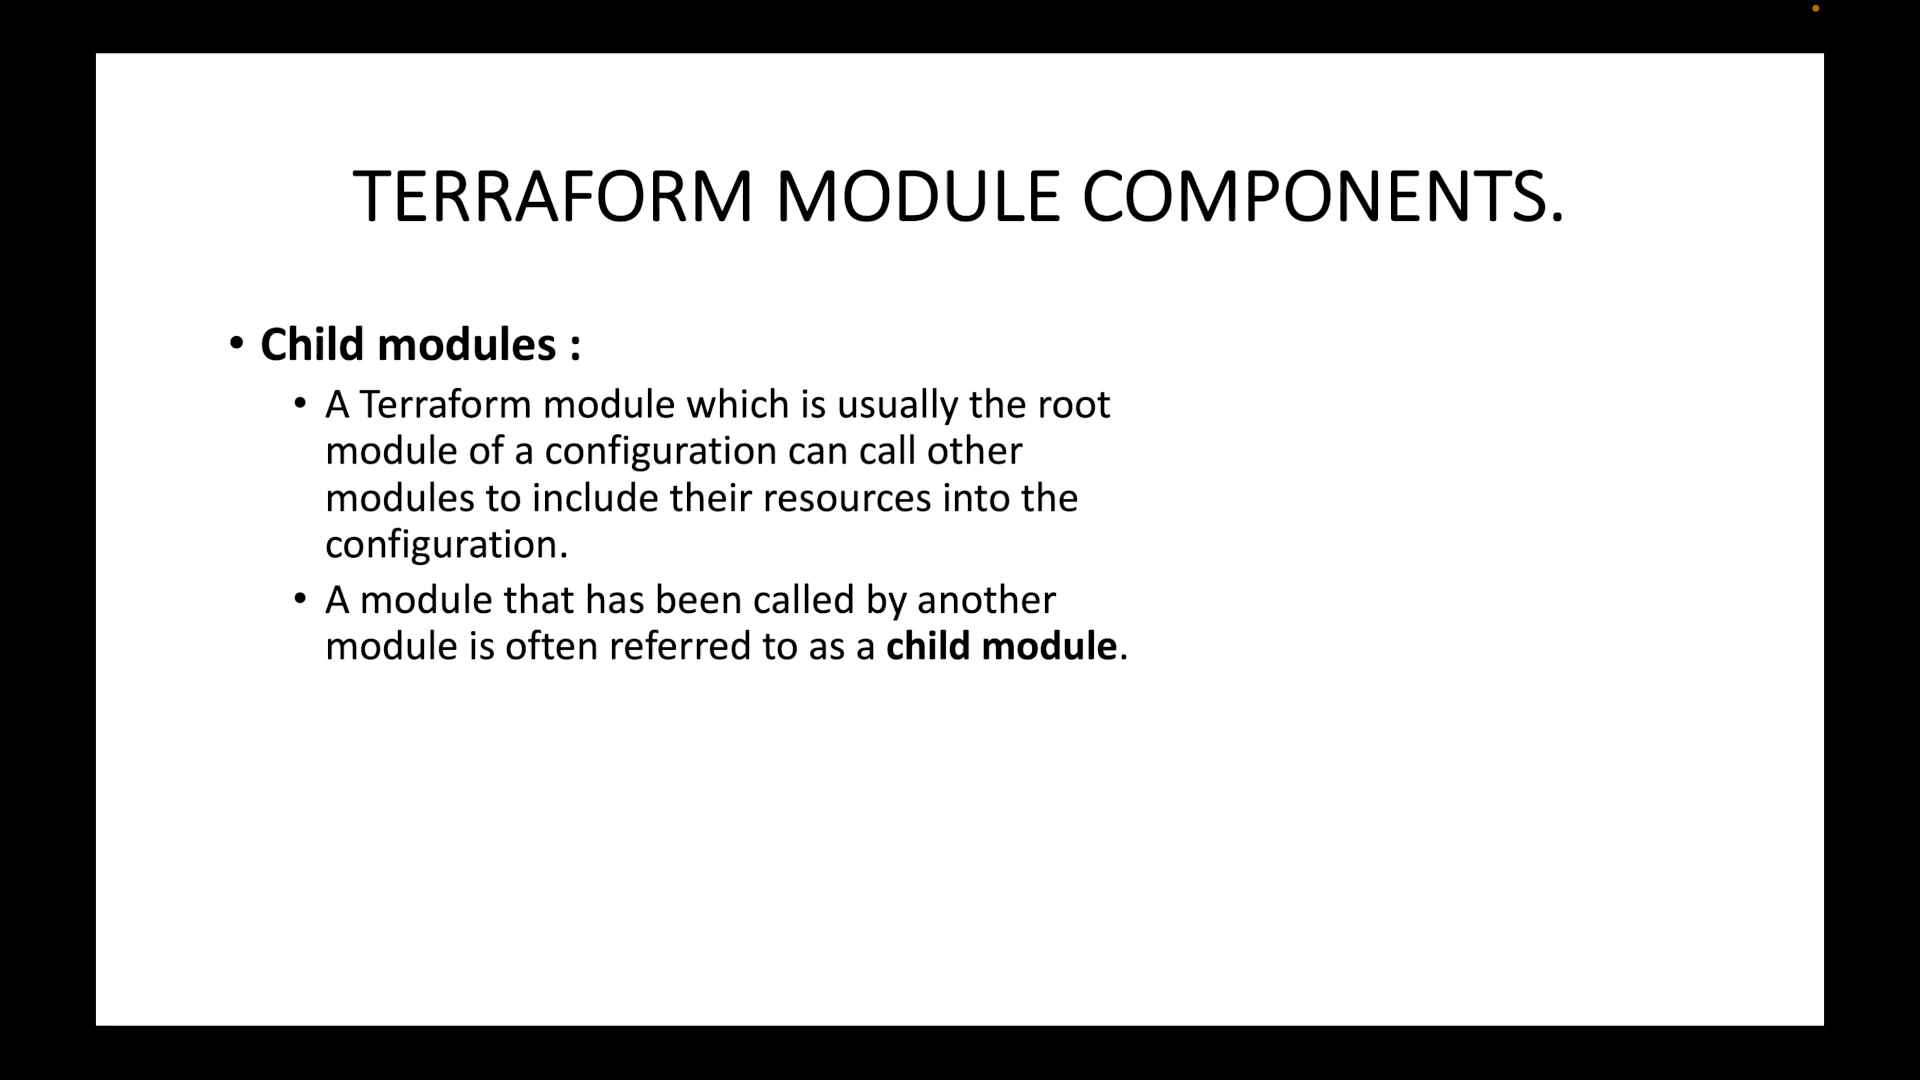 TERRAFORM MODULE COMPONENTS.
• Child modules :
• A Terraform module which is usually the root
module of a configuration can call other
modules to include their resources into the
configuration.
• A module that has been called by another
module is often referred to as a child module.